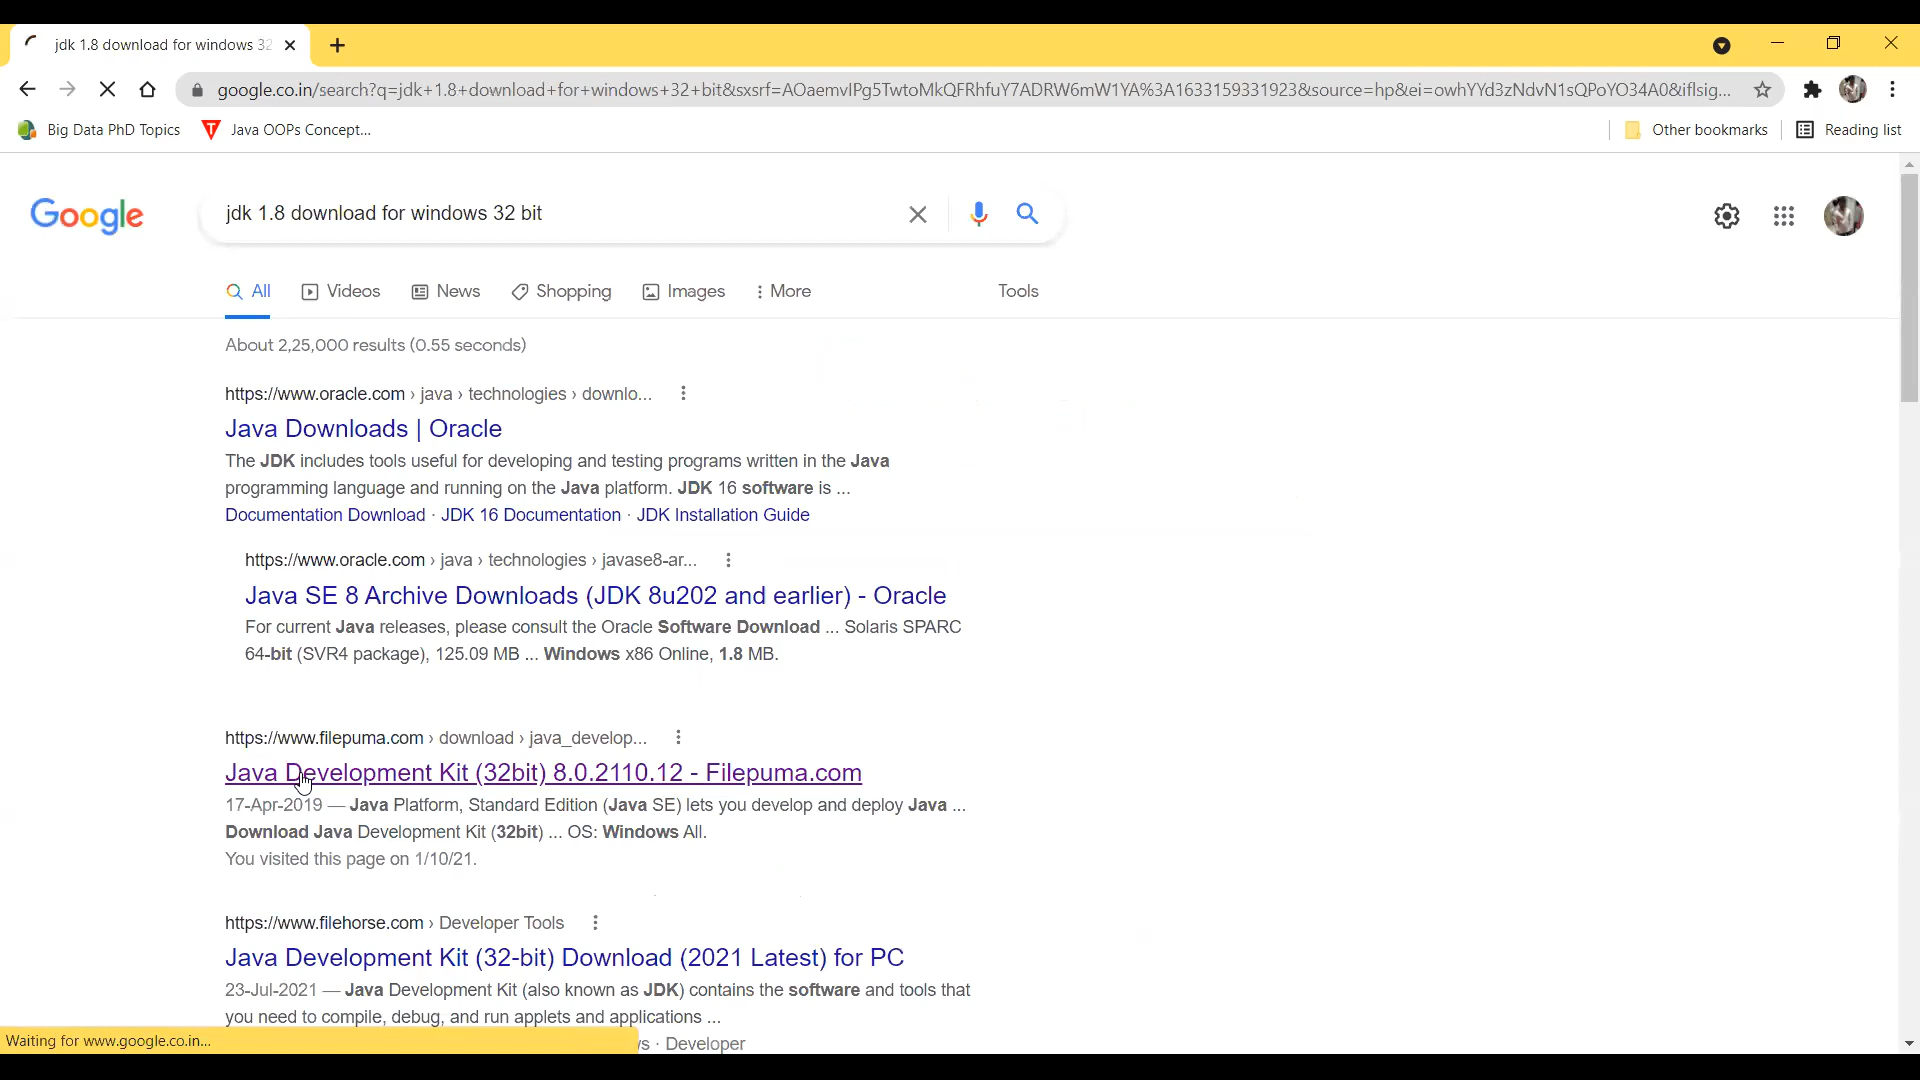 jdk 1.8 download for windows 32
google.co.in/search?q=jdk+1.8+download+for+windows+32+bit&sxsrf=AOaemvIPg5TwtoMkQFRhfuY7ADRW6mW1YA%3A1633159331923&source=hp&ei=owhYYd3zNdvN1sQPoYO34A0&iflsig...
Big Data PhD Topics
Java OOPs Concept...
Other bookmarks
Reading list
Google
jdk 1.8 download for windows 32 bit
All
Videos
News
Shopping
Images
More
Tools
About 2,25,000 results (0.55 seconds)
https://www.oracle.com › java › technologies › downlo...
Java Downloads | Oracle
The JDK includes tools useful for developing and testing programs written in the Java
programming language and running on the Java platform. JDK 16 software is ...
Documentation Download · JDK 16 Documentation · JDK Installation Guide
https://www.oracle.com › java › technologies › javase8-ar...
Java SE 8 Archive Downloads (JDK 8u202 and earlier) - Oracle
For current Java releases, please consult the Oracle Software Download ... Solaris SPARC
64-bit (SVR4 package), 125.09 MB ... Windows x86 Online, 1.8 MB.
https://www.filepuma.com › download › java_develop...
Java Development Kit (32bit) 8.0.2110.12 - Filepuma.com
17-Apr-2019 — Java Platform, Standard Edition (Java SE) lets you develop and deploy Java ...
Download Java Development Kit (32bit) ... OS: Windows All.
You visited this page on 1/10/21.
https://www.filehorse.com › Developer Tools
Java Development Kit (32-bit) Download (2021 Latest) for PC
23-Jul-2021 — Java Development Kit (also known as JDK) contains the software and tools that
you need to compile, debug, and run applets and applications ...
Waiting for www.google.co.in...
· Developer